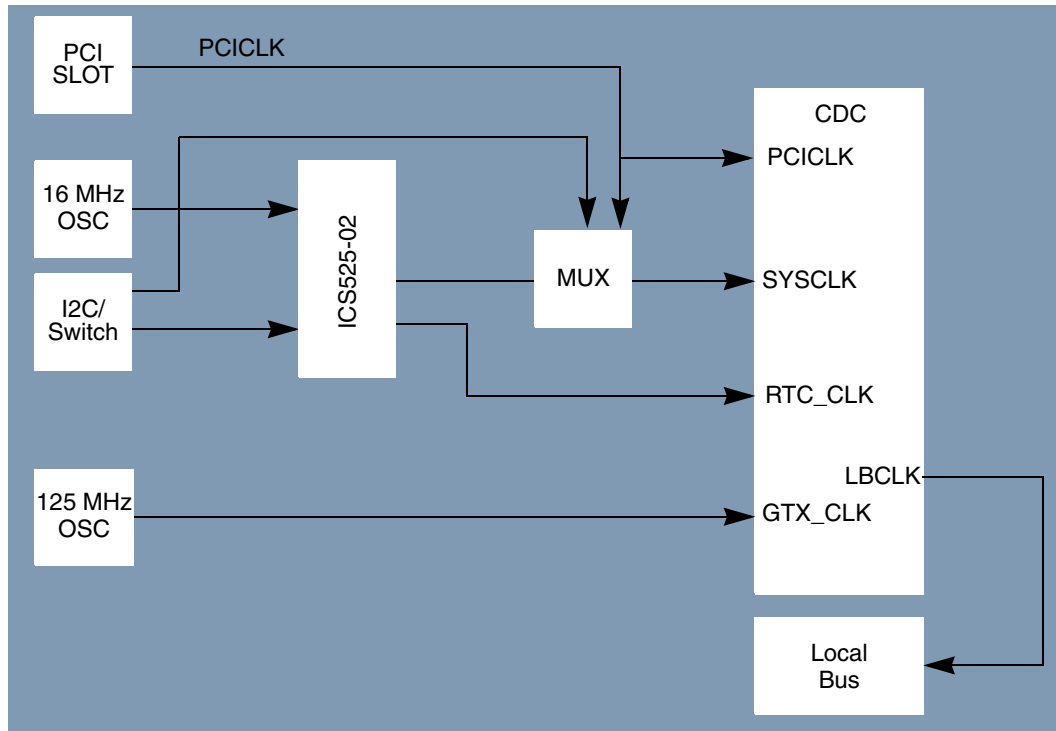 PCI
SLOT
PCICLK
CDC
PCICLK
16 MHz
OSC
ICS525-02
MUX
SYSCLK
I2C/
Switch
RTC_CLK
LBCLK
125 MHz
OSC
GTX_CLK
Local
Bus